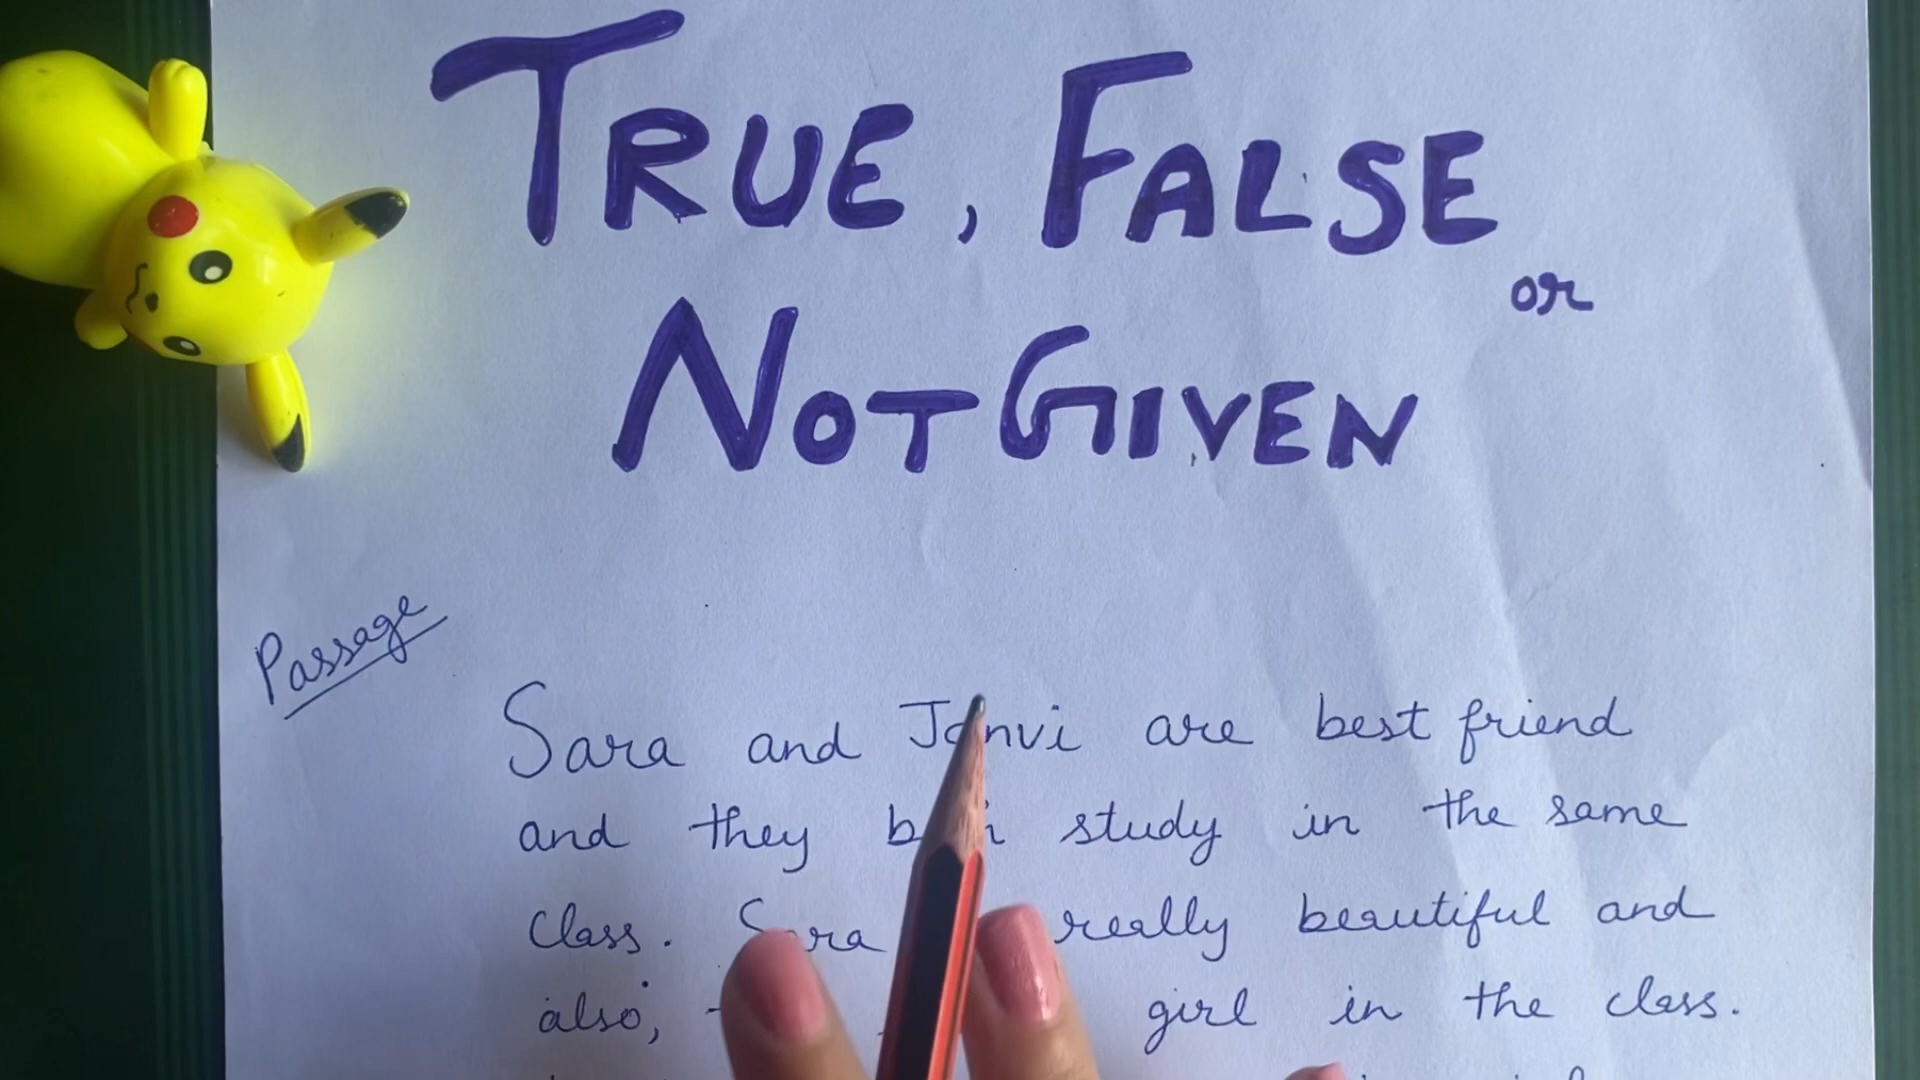 TRUE, FALSE
or
NOT GIVEN
Passage
Sara and Janvi are best friend
and they study in the same
class. Sara really beautiful and
also, girl in the class.